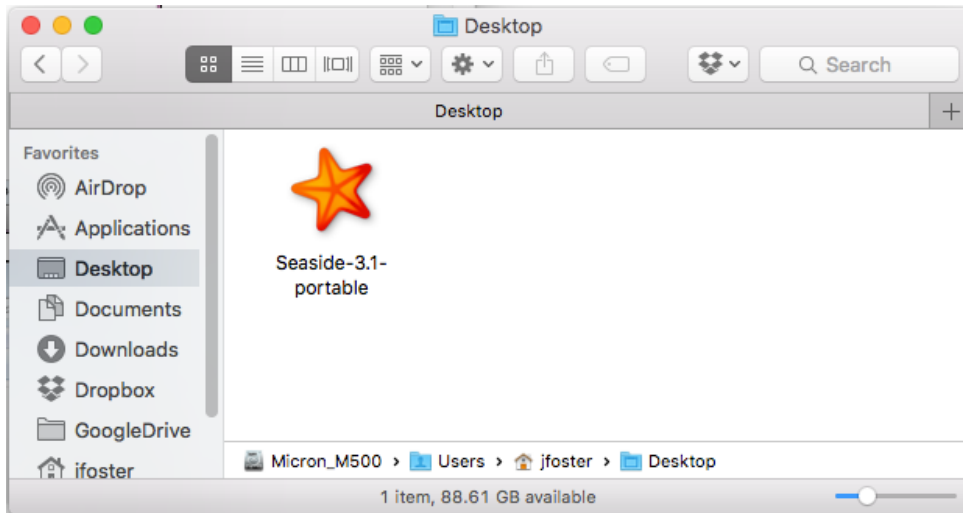 Desktop
Search
Desktop
Favorites
AirDrop
Applications
Desktop
Documents
Downloads
Dropbox
GoogleDrive
jfoster
Seaside-3.1-
portable
Micron_M500 › Users › jfoster › Desktop
1 item, 88.61 GB available